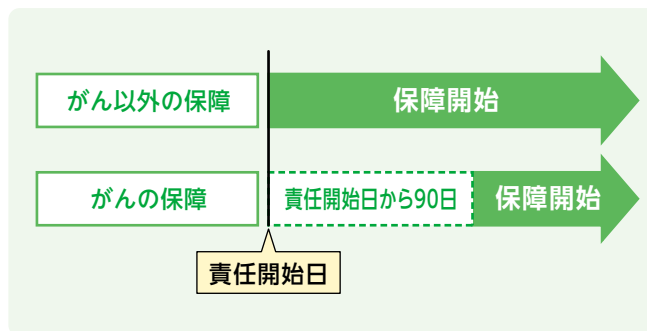 がん以外の保障
保障開始
がんの保障
責任開始日から90日
保障開始
責任開始日